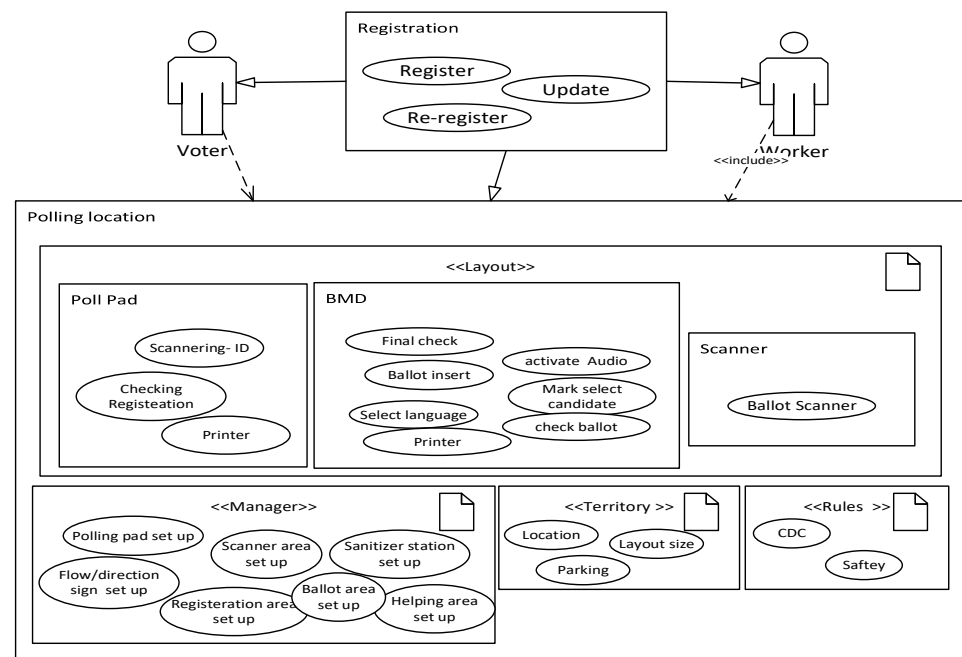 Registration
Register
Update
Re-register
Voter
Worker
<<include>>
Polling location
<<Layout>>
Poll Pad
Scannering- ID
Checking
Registeation
Printer
BMD
Final check
Ballot insert
Select language
Printer
activate Audio
Mark select
candidate
check ballot
Scanner
Ballot Scanner
<<Manager>>
Polling pad set up
Scanner area
set up
Sanitizer station
set up
Flow/direction
sign set up
Registeration area
set up
Ballot area
set up
Helping area
set up
<<Territory>>
Location
Layout size
Parking
<<Rules >>
CDC
Saftey